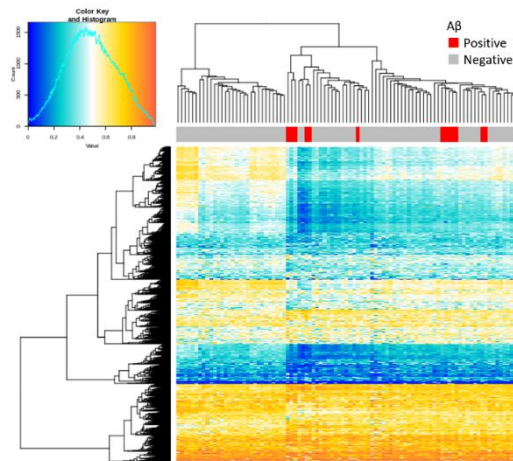 Color Key
and Histogram
Count
0
500
1000
1500
0
0.2
0.4
0.6
0.8
Value
Aβ
Positive
Negative